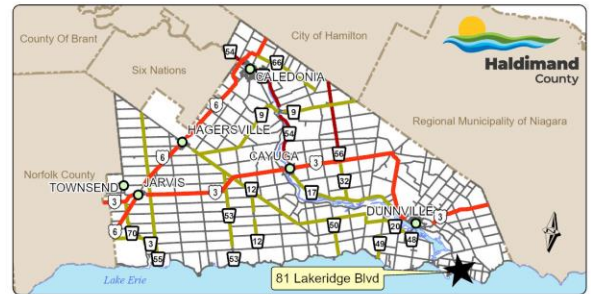 County Of Brant
City of Hamilton
Haldimand
County
Six Nations
54
66
CALEDONIA
6
9
9
Regional Municipality of Niagara
HAGERSVILLE
54
6
CAYUGA
3
56
Norfolk County
TOWNSEND
JARVIS
3
12
17
32
3
DUNNVILLE
3
6
70
53
50
20
48
3
12
49
55
53
Lake Erie
81 Lakeridge Blvd